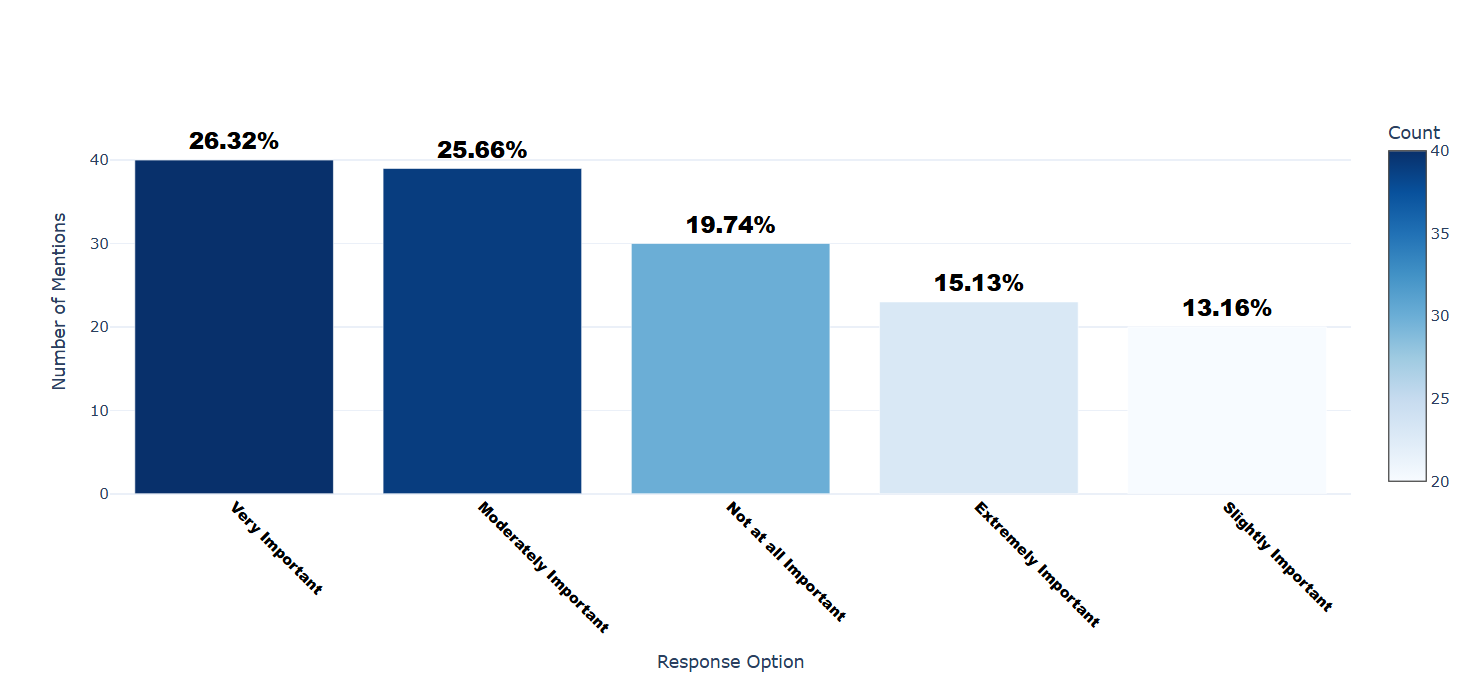 26.32%
25.66%
19.74%
15.13%
13.16%
Number of Mentions
40
30
20
10
0
Very Important
Moderately Important
Not at all Important
Extremely Important
Slightly Important
Response Option
Count
40
35
30
25
20